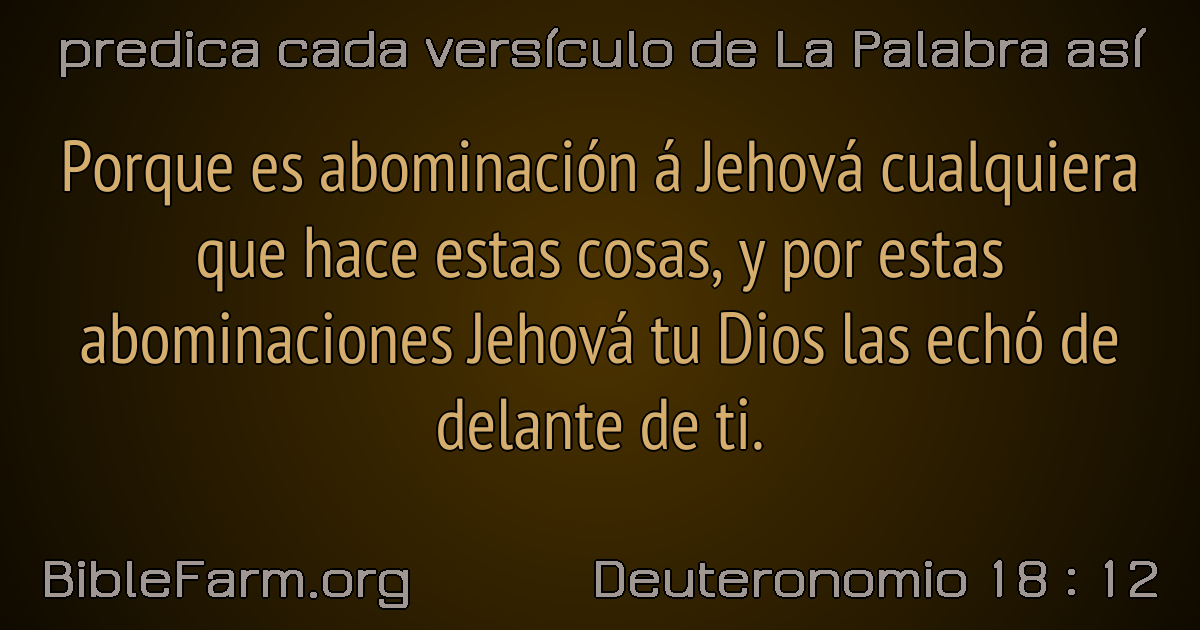 predica cada versículo de La Palabra así
Porque es abominación á Jehová cualquiera
que hace estas cosas, y por estas
abominaciones Jehová tu Dios las echó de
delante de ti.
BibleFarm.org
Deuteronomio 18 : 12